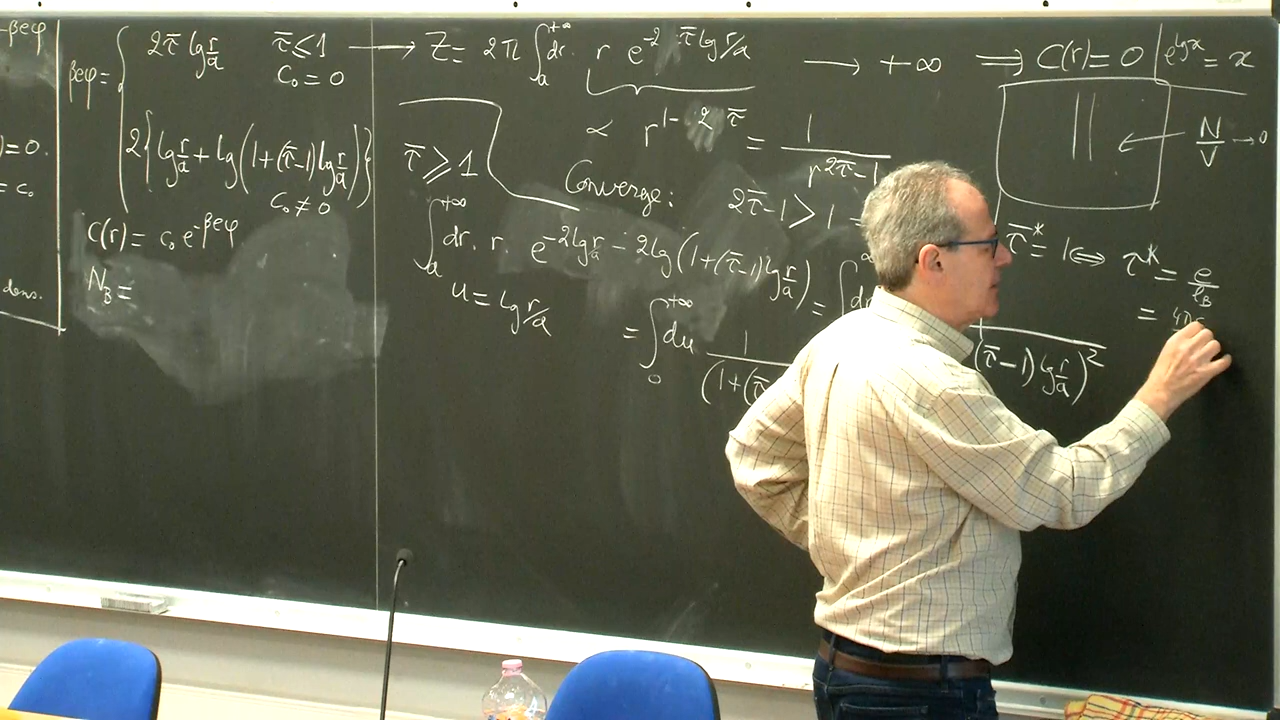 -βeφ
)=0.
= c₀
dens.
βeφ = { 2τ̄ lg r/a    τ̄ ≤ 1    C₀ = 0
2{lg r/a + lg(1+(τ̄-1)lg r/a)}    C₀ ≠ 0
C(r) = c₀ e^{-βeφ}
N_B =
⟶ Z = 2π ∫_a^{+∞} dr. r e^{-2 τ̄ lg r/a} ⟶ +∞ ⟹ C(r) = 0
e^{lg x} = x
∝ r^{1-2τ̄} = 1/r^{2τ̄-1}
N/V → 0
τ̄ ⩾ 1
Converge: 2τ̄-1 > 1
∫_a^{+∞} dr. r. e^{-2lg r/a - 2lg(1+(τ̄-1)lg r/a)} = ∫ dr
(τ̄-1) lg r/a)²
u = lg r/a
= ∫_0^{+∞} du 1/(1+(τ̄
τ̄* = 1 ⟺ τ* = e/ℓ_B
= 4π